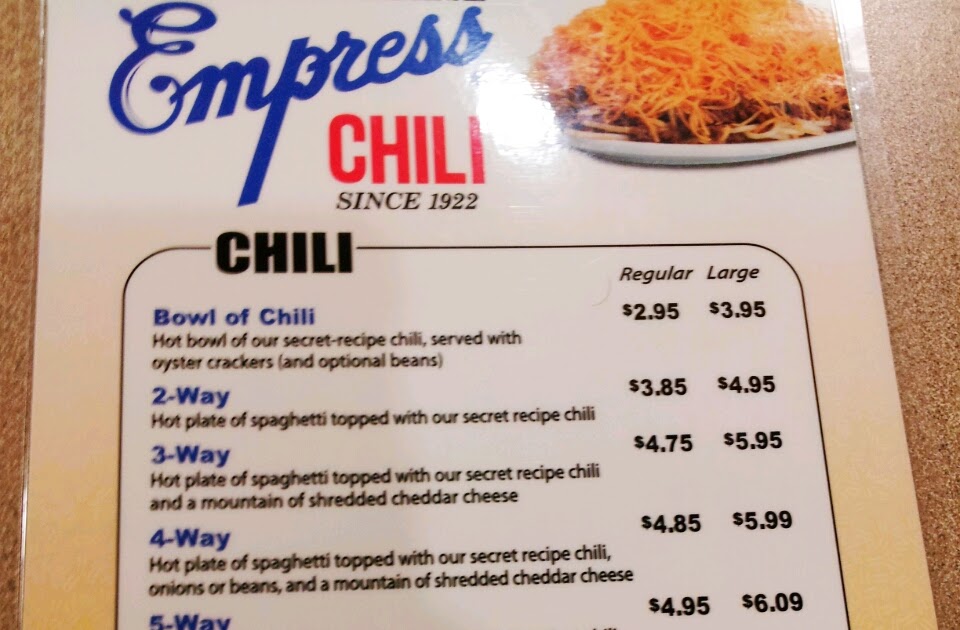 Empress
CHILI
SINCE 1922
CHILI
Regular Large
Bowl of Chili $2.95 $3.95
Hot bowl of our secret-recipe chili, served with
oyster crackers (and optional beans)
2-Way $3.85 $4.95
Hot plate of spaghetti topped with our secret recipe chili
3-Way $4.75 $5.95
Hot plate of spaghetti topped with our secret recipe chili
and a mountain of shredded cheddar cheese
4-Way $4.85 $5.99
Hot plate of spaghetti topped with our secret recipe chili,
onions or beans, and a mountain of shredded cheddar cheese
5-Way $4.95 $6.09